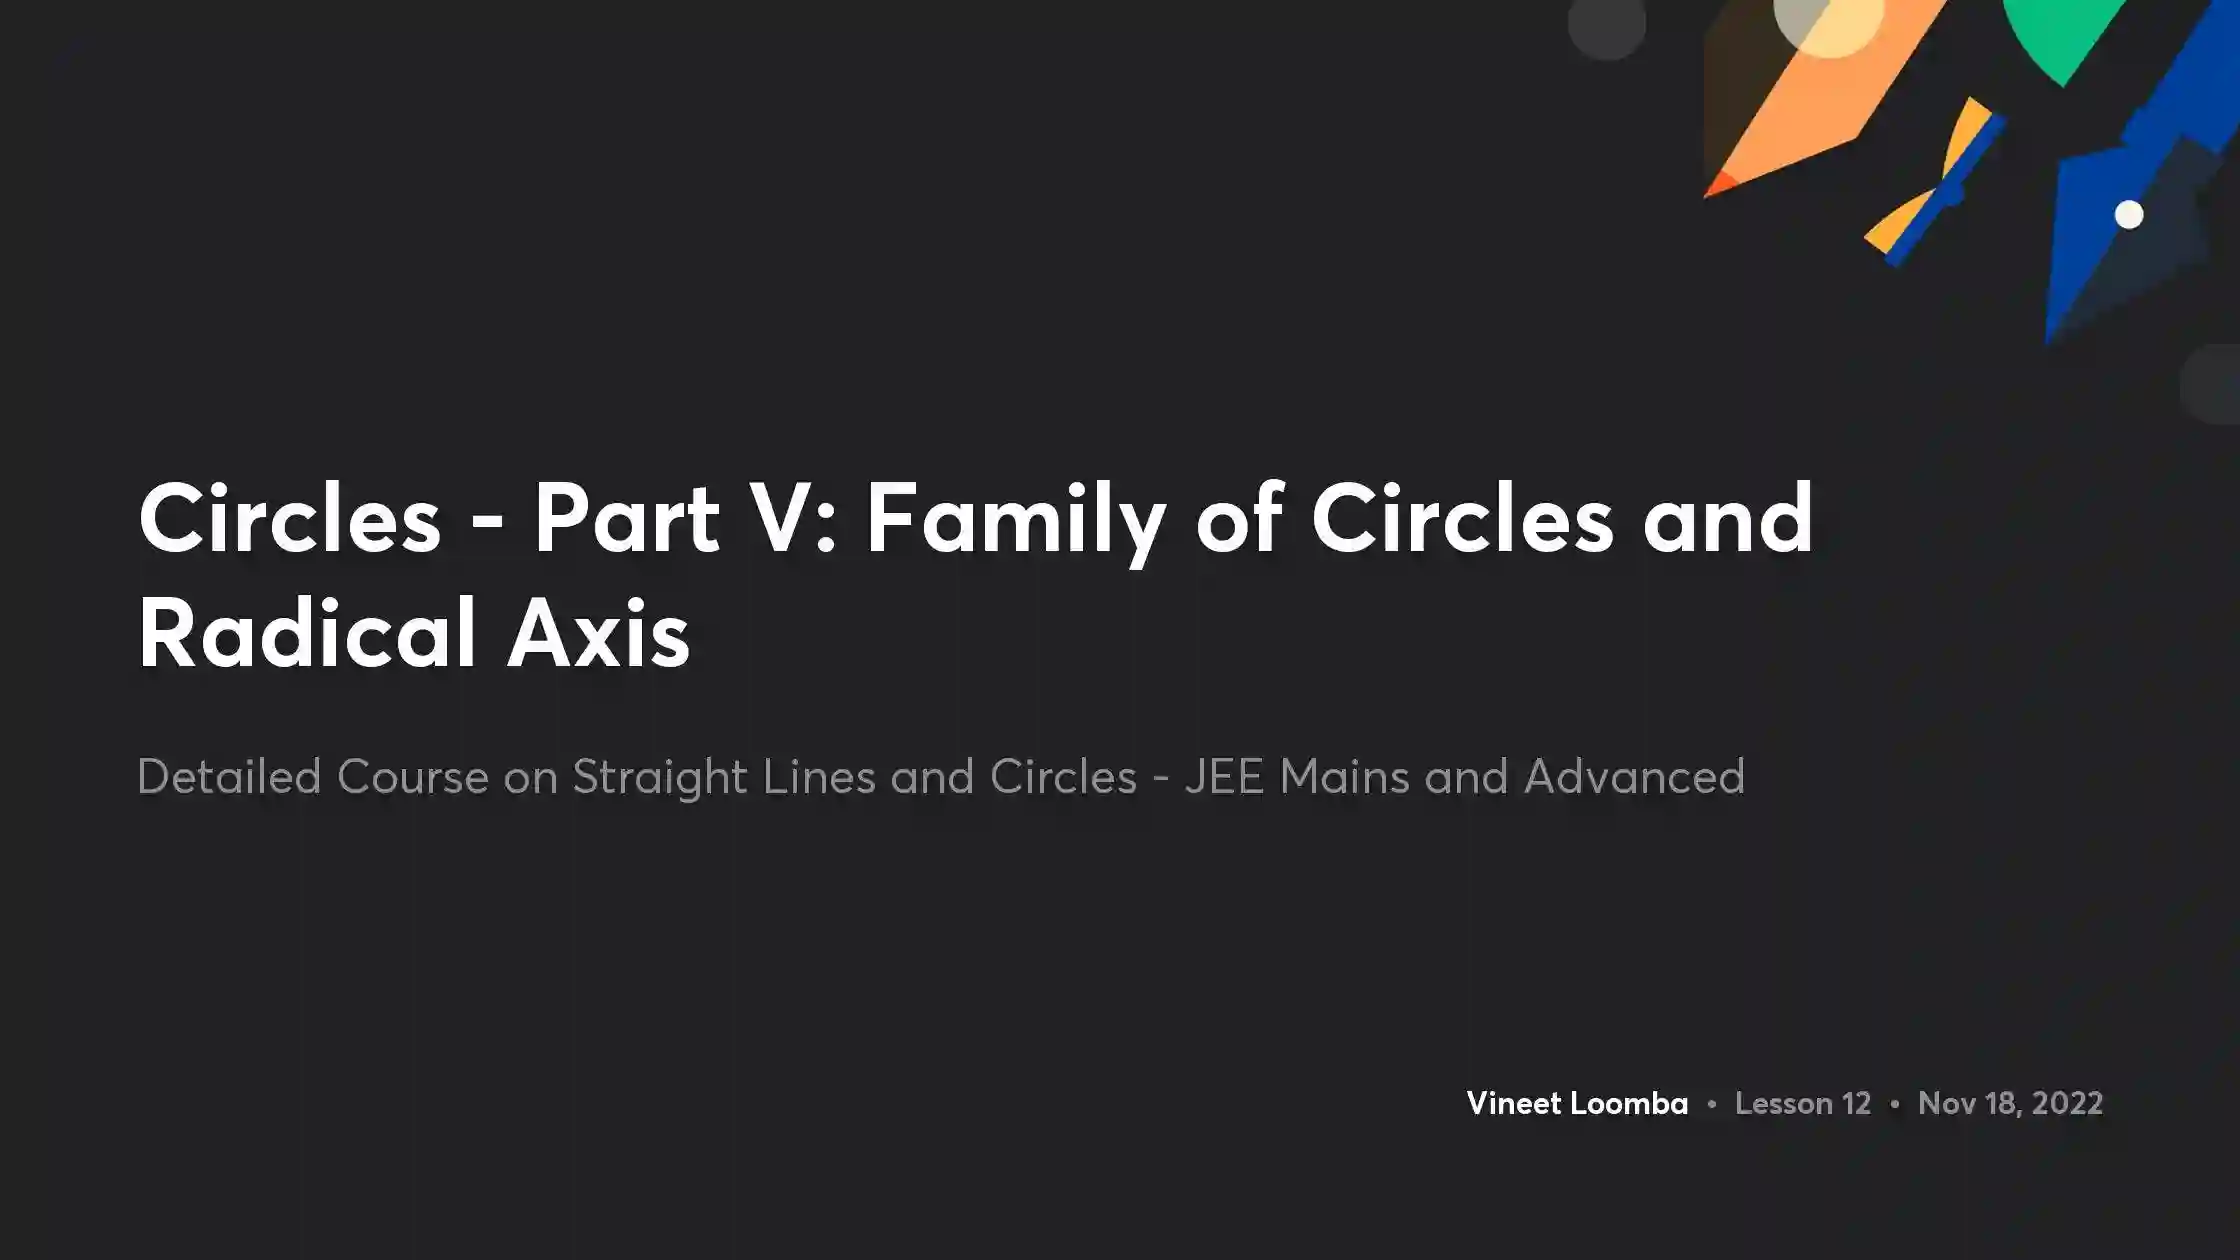 Circles - Part V: Family of Circles and
Radical Axis
Detailed Course on Straight Lines and Circles - JEE Mains and Advanced
Vineet Loomba • Lesson 12 • Nov 18, 2022